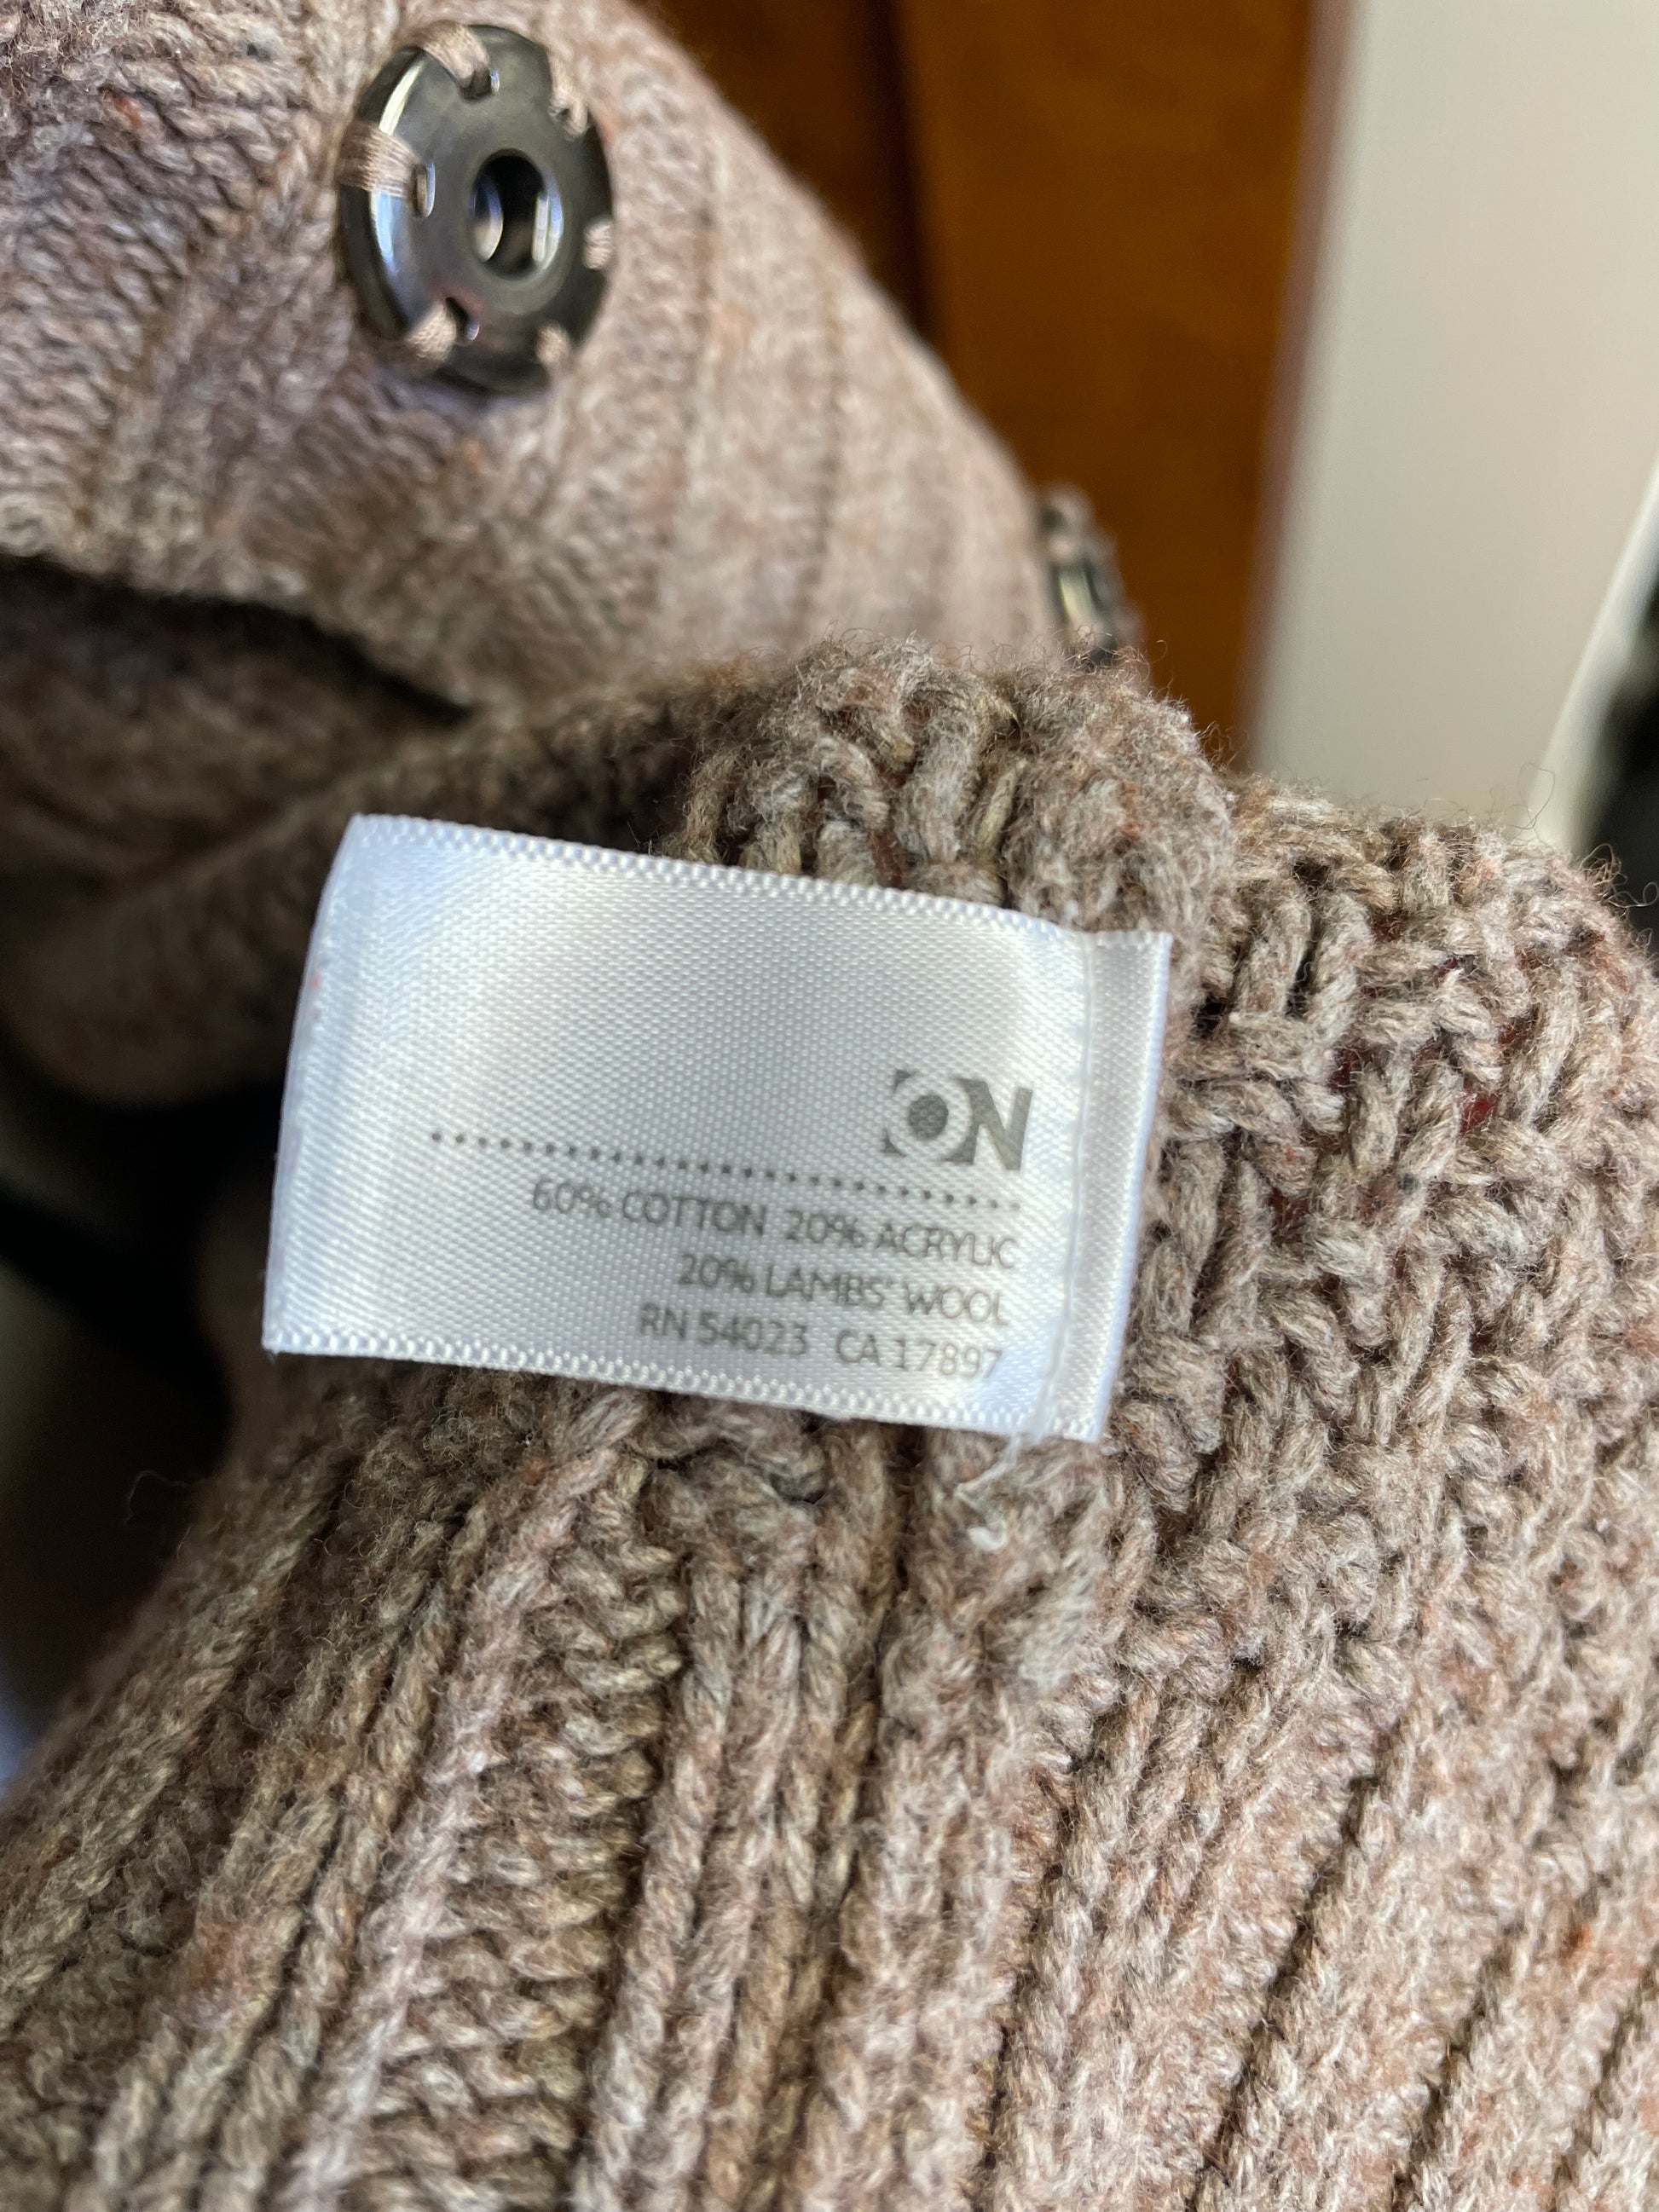 ON
60% COTTON 20% ACRYLIC
20% LAMBS' WOOL
RN 54023 CA 17897